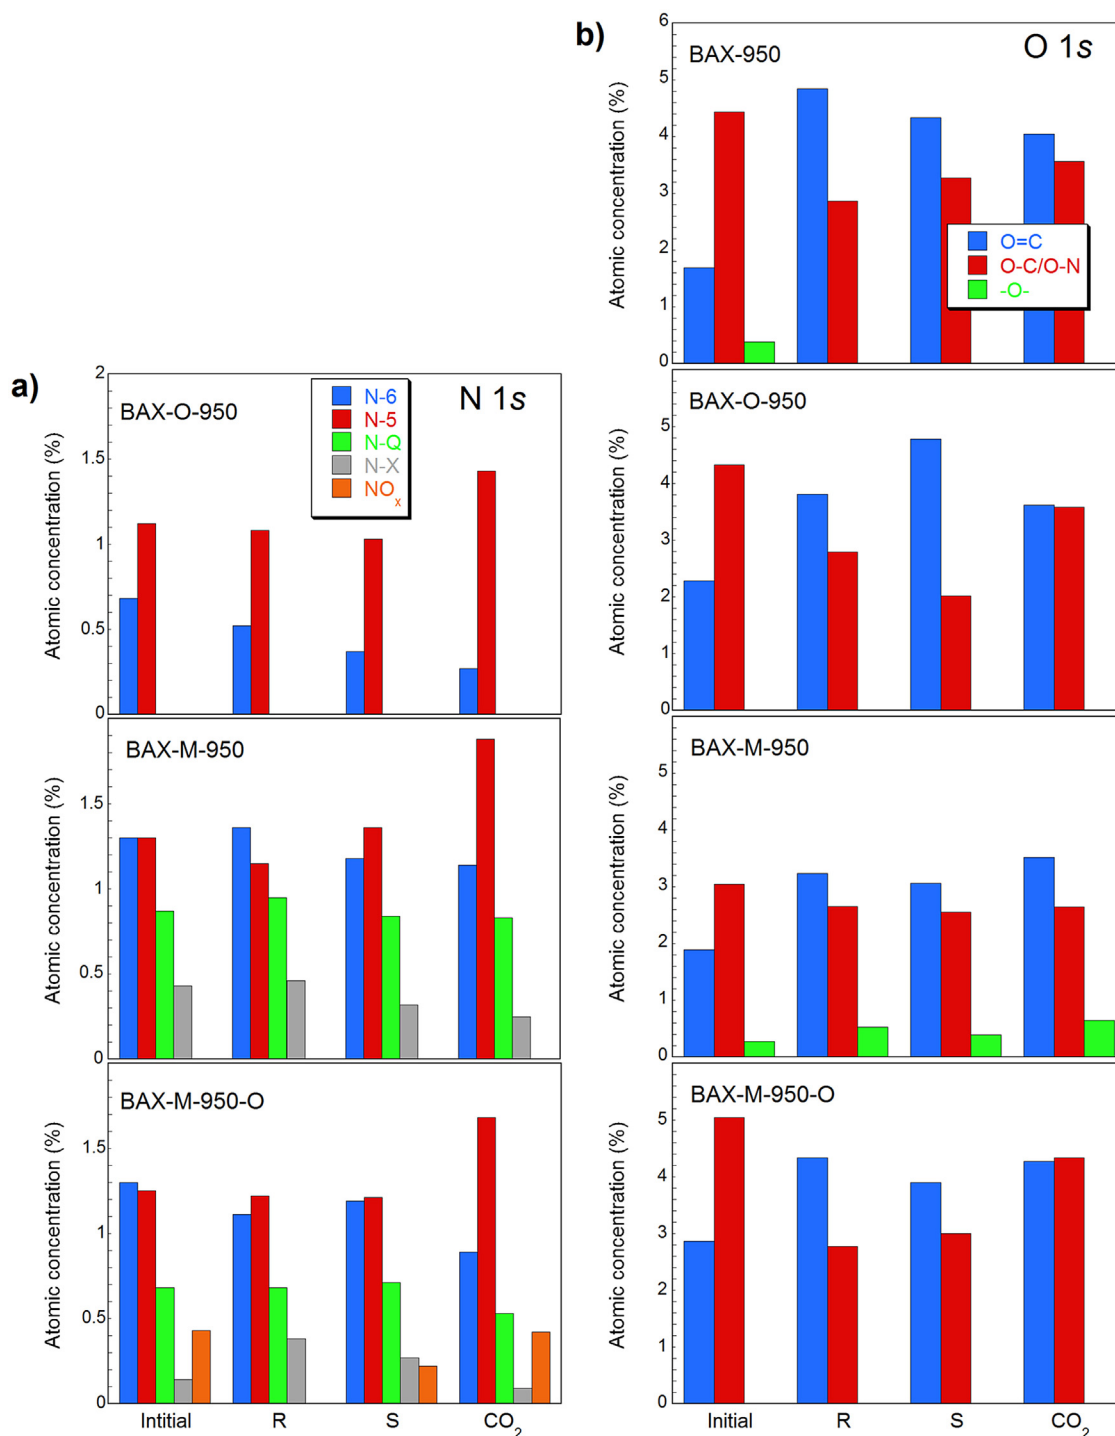 a)
Atomic concentration (%)
2
1.5
1
0.5
0
BAX-O-950
N 1s
N-6
N-5
N-Q
N-X
NOx
Atomic concentration (%)
1.5
1
0.5
0
BAX-M-950
Atomic concentration (%)
1.5
1
0.5
0
BAX-M-950-O
Intitial R S CO2
b)
Atomic concentration (%)
6
5
4
3
2
1
0
BAX-950
O 1s
O=C
O-C/O-N
-O-
Atomic concentration (%)
5
4
3
2
1
0
BAX-O-950
Atomic concentration (%)
5
4
3
2
1
0
BAX-M-950
Atomic concentration (%)
5
4
3
2
1
0
BAX-M-950-O
Initial R S CO2